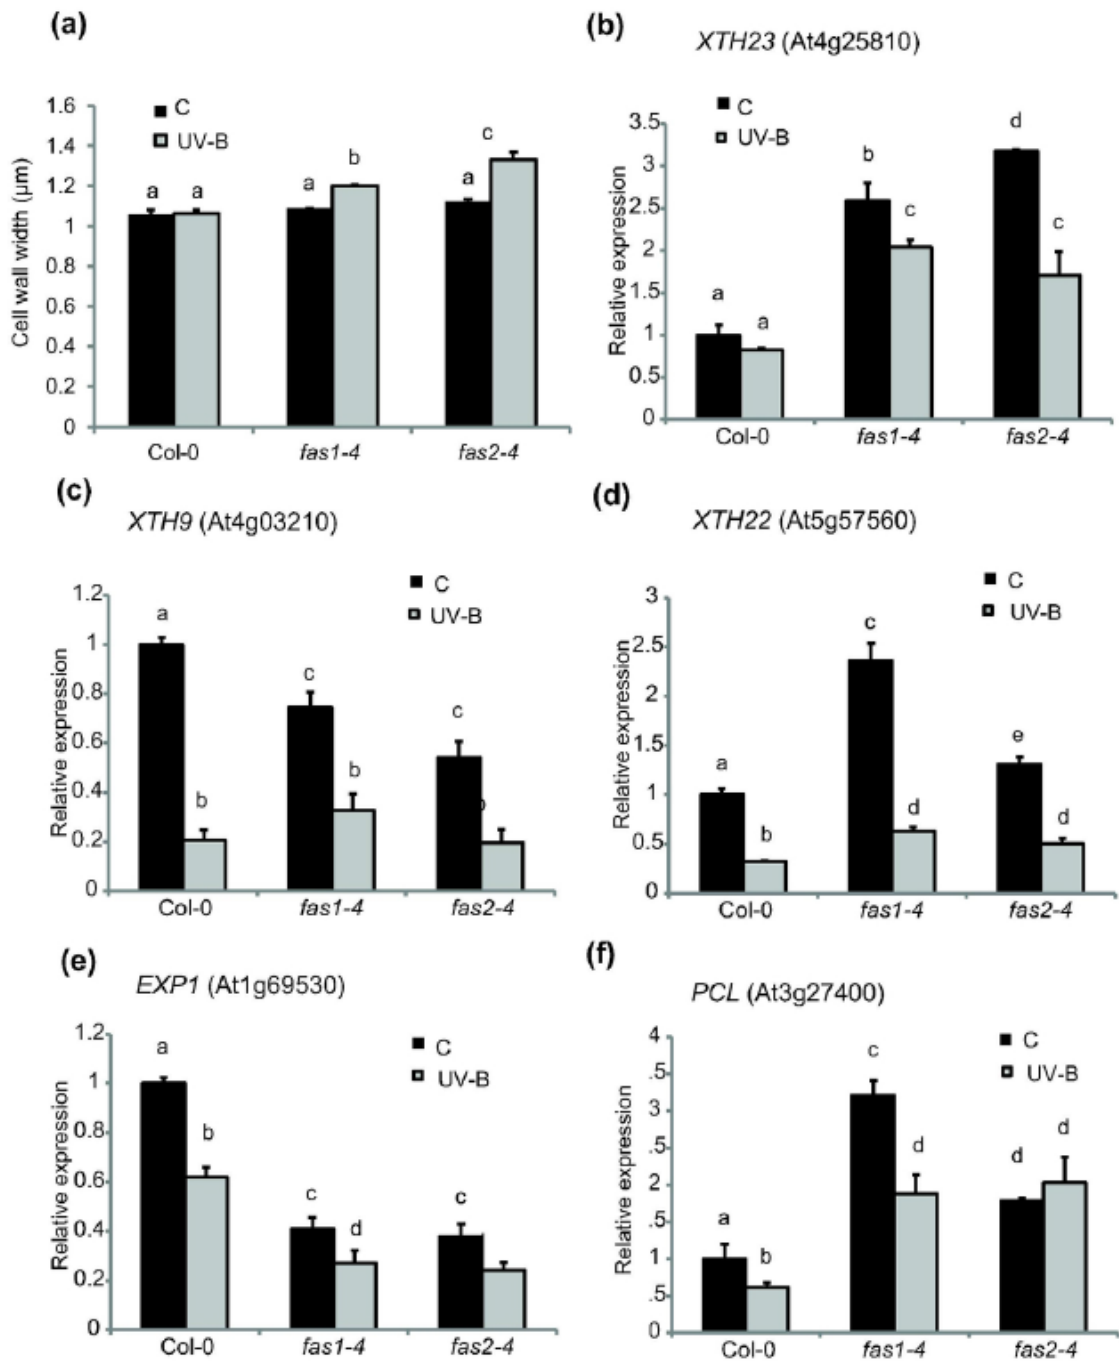 (a)
C
UV-B
Cell wall width (µm)
1.6
1.4
1.2
1
0.8
0.6
0.4
0.2
0
a
a
a
b
a
c
Col-0
fas1-4
fas2-4
(b)
XTH23 (At4g25810)
C
UV-B
Relative expression
3.5
3
2.5
2
1.5
1
0.5
0
a
a
b
c
d
c
Col-0
fas1-4
fas2-4
(c)
XTH9 (At4g03210)
C
UV-B
Relative expression
1.2
1
0.8
0.6
0.4
0.2
0
a
b
c
b
c
b
Col-0
fas1-4
fas2-4
(d)
XTH22 (At5g57560)
C
UV-B
Relative expression
3
2.5
2
1.5
1
0.5
0
a
b
c
d
e
d
Col-0
fas1-4
fas2-4
(e)
EXP1 (At1g69530)
C
UV-B
Relative expression
1.2
1
0.8
0.6
0.4
0.2
0
a
b
c
d
c
Col-0
fas1-4
fas2-4
(f)
PCL (At3g27400)
C
UV-B
Relative expression
4
.5
3
.5
2
.5
1
.5
0
a
b
c
d
d
d
Col-0
fas1-4
fas2-4